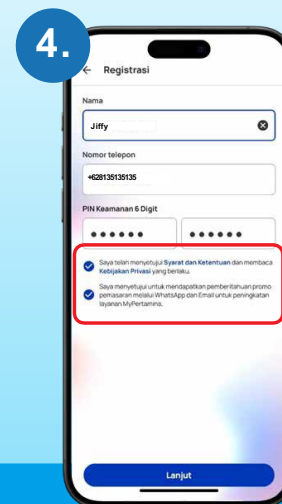 4.
← Registrasi
Nama
Jiffy
Nomor telepon
+628135135135
PIN Keamanan 6 Digit
Saya telah menyetujui Syarat dan Ketentuan dan membaca
Kebijakan Privasi yang berlaku.
Saya menyetujui untuk mendapatkan pemberitahuan promo
pemasaran melalui WhatsApp dan Email untuk peningkatan
layanan MyPertamina.
Lanjut